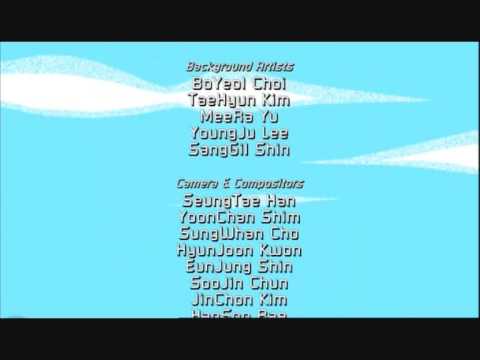 Background Artists
BoYeol Choi
TaeHyun Kim
MeeRa Yu
YoungJu Lee
SangGil Shin
Camera & Compositors
SeungTae Han
YoonChan Shim
SungWhan Cho
HyunJoon Kwon
EunJung Shin
SooJin Chun
JinChon Kim